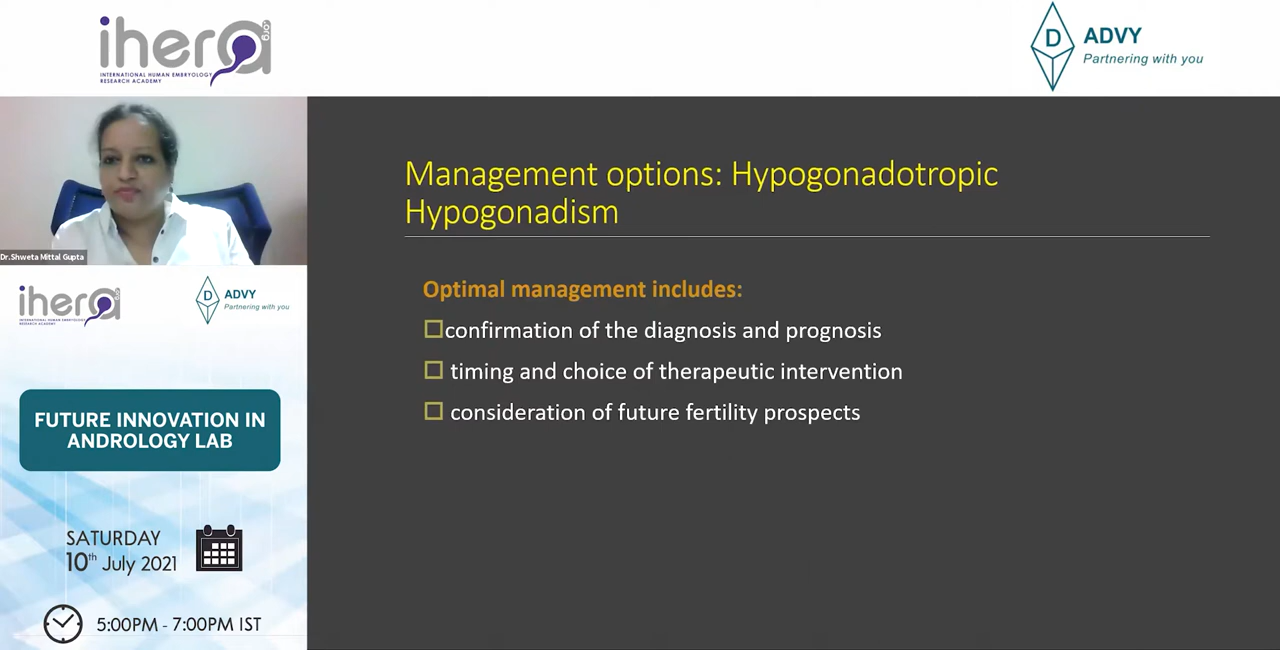 ihera
.org
INTERNATIONAL HUMAN EMBRYOLOGY
RESEARCH ACADEMY
D
ADVY
Partnering with you
Dr.Shweta Mittal Gupta
Management options: Hypogonadotropic
Hypogonadism
Optimal management includes:
confirmation of the diagnosis and prognosis
timing and choice of therapeutic intervention
consideration of future fertility prospects
ihera
.org
INTERNATIONAL HUMAN EMBRYOLOGY
RESEARCH ACADEMY
D
ADVY
Partnering with you
FUTURE INNOVATION IN
ANDROLOGY LAB
SATURDAY
10th July 2021
5:00PM - 7:00PM IST